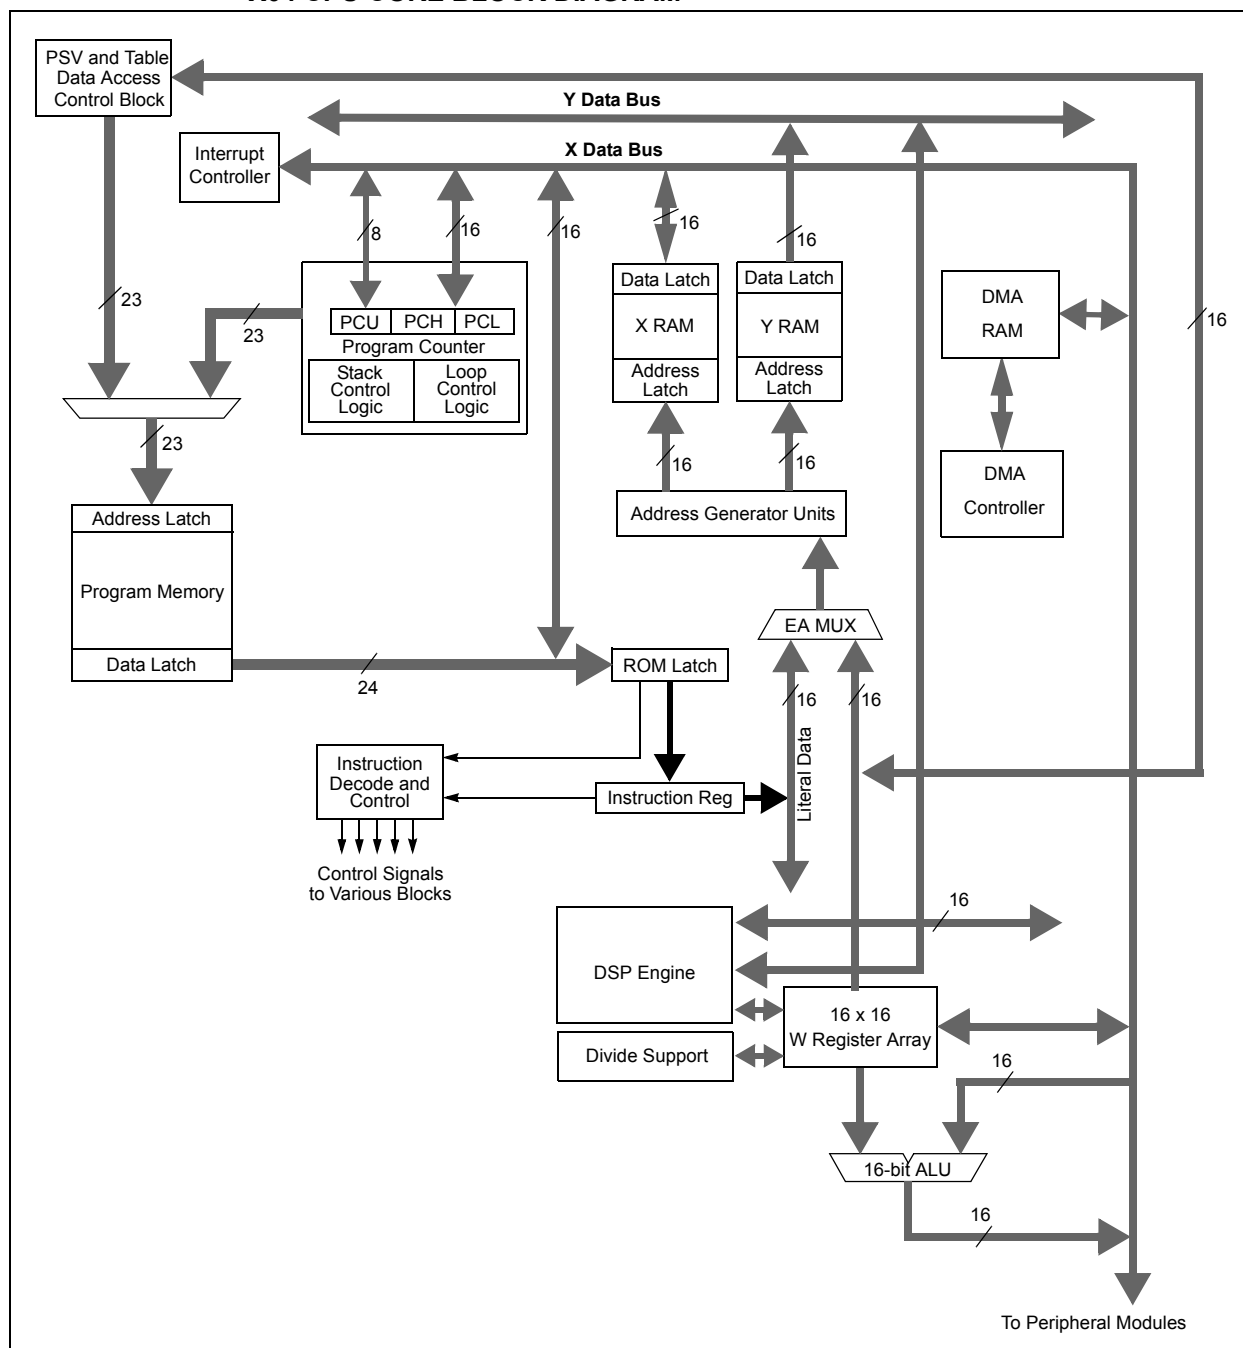 PSV and Table
Data Access
Control Block
Y Data Bus
X Data Bus
Interrupt
Controller
8
16
16
16
16
23
23
16
PCU
PCH
PCL
Program Counter
Stack
Control
Logic
Loop
Control
Logic
Data Latch
X RAM
Address
Latch
Data Latch
Y RAM
Address
Latch
DMA
RAM
23
16
16
DMA
Controller
Address Generator Units
Address Latch
Program Memory
Data Latch
24
EA MUX
ROM Latch
16
16
Literal Data
Instruction
Decode and
Control
Instruction Reg
Control Signals
to Various Blocks
16
DSP Engine
16 x 16
W Register Array
Divide Support
16
16-bit ALU
16
To Peripheral Modules